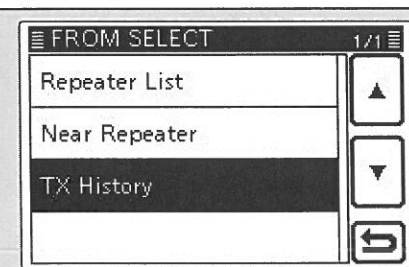 FROM SELECT 1/1
Repeater List
Near Repeater
TX History